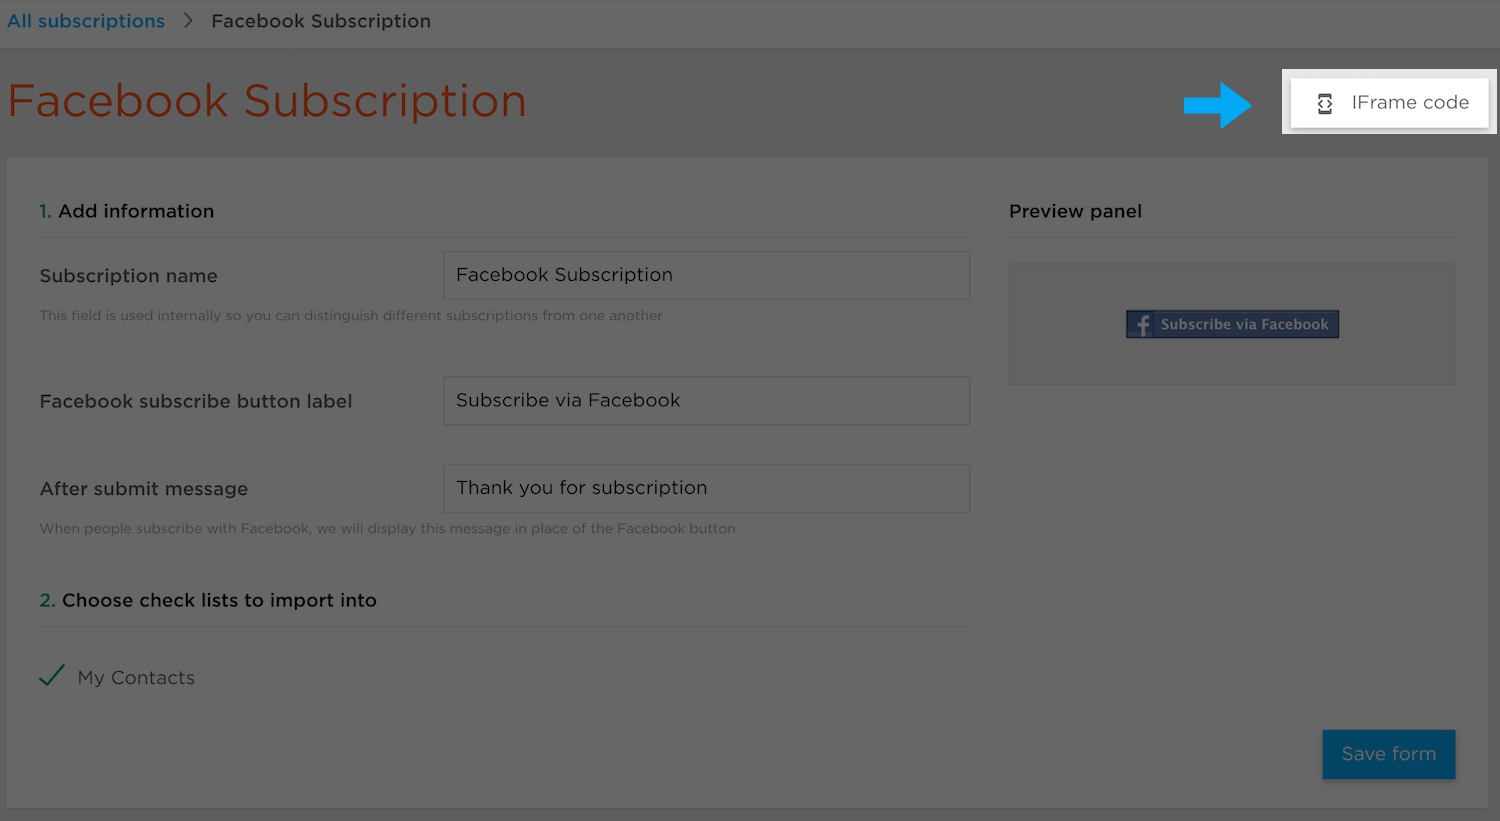 All subscriptions > Facebook Subscription
Facebook Subscription
IFrame code
1. Add information
Preview panel
Subscription name
Facebook Subscription
This field is used internally so you can distinguish different subscriptions from one another
f Subscribe via Facebook
Facebook subscribe button label
Subscribe via Facebook
After submit message
Thank you for subscription
When people subscribe with Facebook, we will display this message in place of the Facebook button
2. Choose check lists to import into
My Contacts
Save form